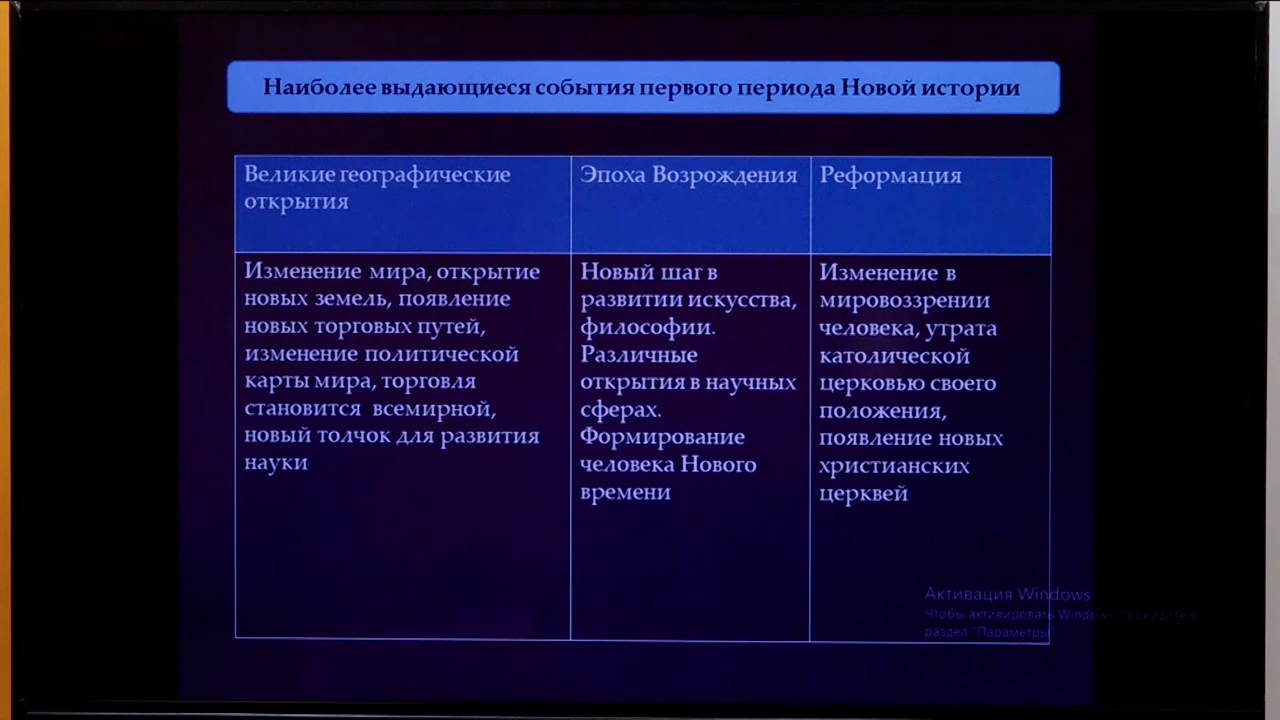 Наиболее выдающиеся события первого периода Новой истории
Великие географические
открытия
Эпоха Возрождения
Реформация
Изменение мира, открытие
новых земель, появление
новых торговых путей,
изменение политической
карты мира, торговля
становится всемирной,
новый толчок для развития
науки
Новый шаг в
развитии искусства,
философии.
Различные
открытия в научных
сферах.
Формирование
человека Нового
времени
Изменение в
мировоззрении
человека, утрата
католической
церковью своего
положения,
появление новых
христианских
церквей
Активация Windows
Чтобы активировать Windows, перейдите в
раздел "Параметры".